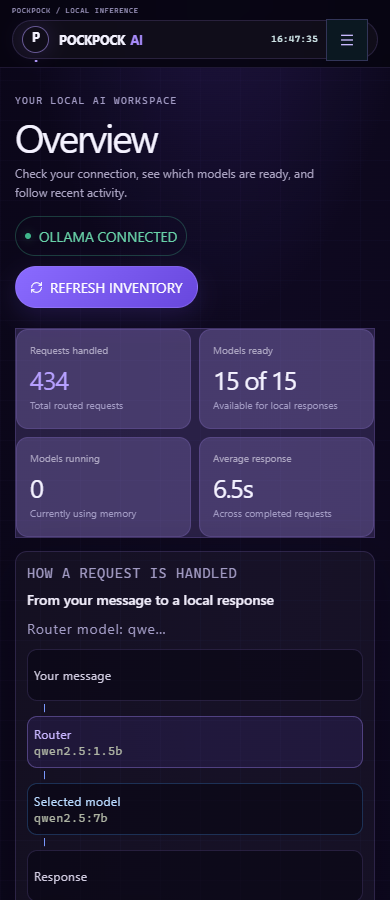 POCKPOCK / LOCAL INFERENCE
P POCKPOCK AI 16:47:35
YOUR LOCAL AI WORKSPACE
Overview
Check your connection, see which models are ready, and
follow recent activity.
OLLAMA CONNECTED
REFRESH INVENTORY
Requests handled
434
Total routed requests
Models ready
15 of 15
Available for local responses
Models running
0
Currently using memory
Average response
6.5s
Across completed requests
HOW A REQUEST IS HANDLED
From your message to a local response
Router model: qwe...
Your message
Router
qwen2.5:1.5b
Selected model
qwen2.5:7b
Response